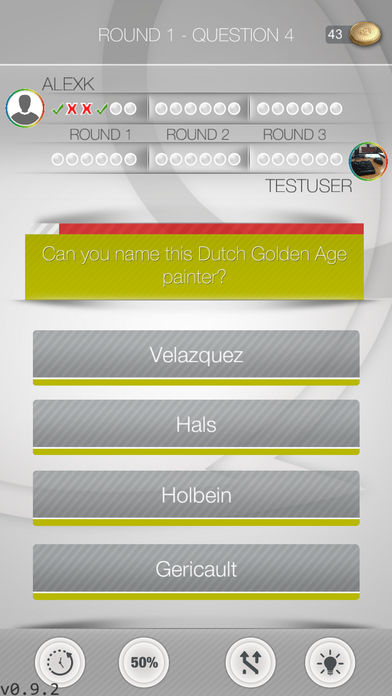 ROUND 1 - QUESTION 4
43
ALEXK
ROUND 1 ROUND 2 ROUND 3
TESTUSER
Can you name this Dutch Golden Age
painter?
Velazquez
Hals
Holbein
Gericault
50%
v0.9.2